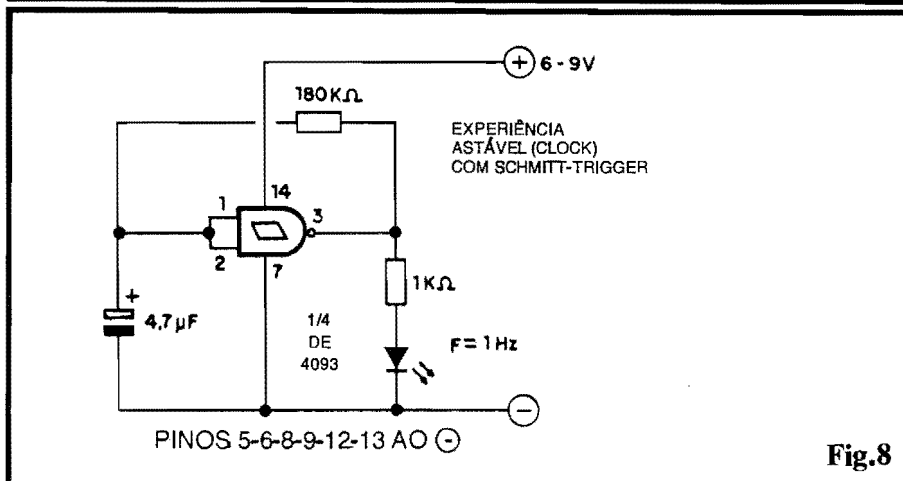 6-9V
180KΩ
EXPERIÊNCIA
ASTÁVEL (CLOCK)
COM SCHMITT-TRIGGER
14
1
3
2
7
1KΩ
+
4,7µF
1/4
DE
4093
F=1Hz
PINOS 5-6-8-9-12-13 AO ⊖
Fig.8